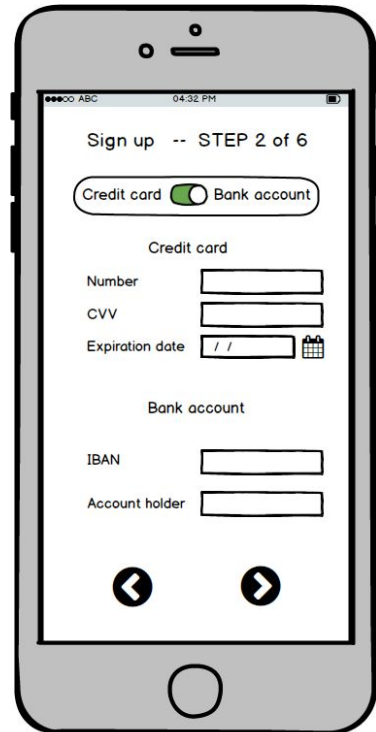 ABC 04:32 PM
Sign up -- STEP 2 of 6
Credit card Bank account
Credit card
Number
CVV
Expiration date / /
Bank account
IBAN
Account holder